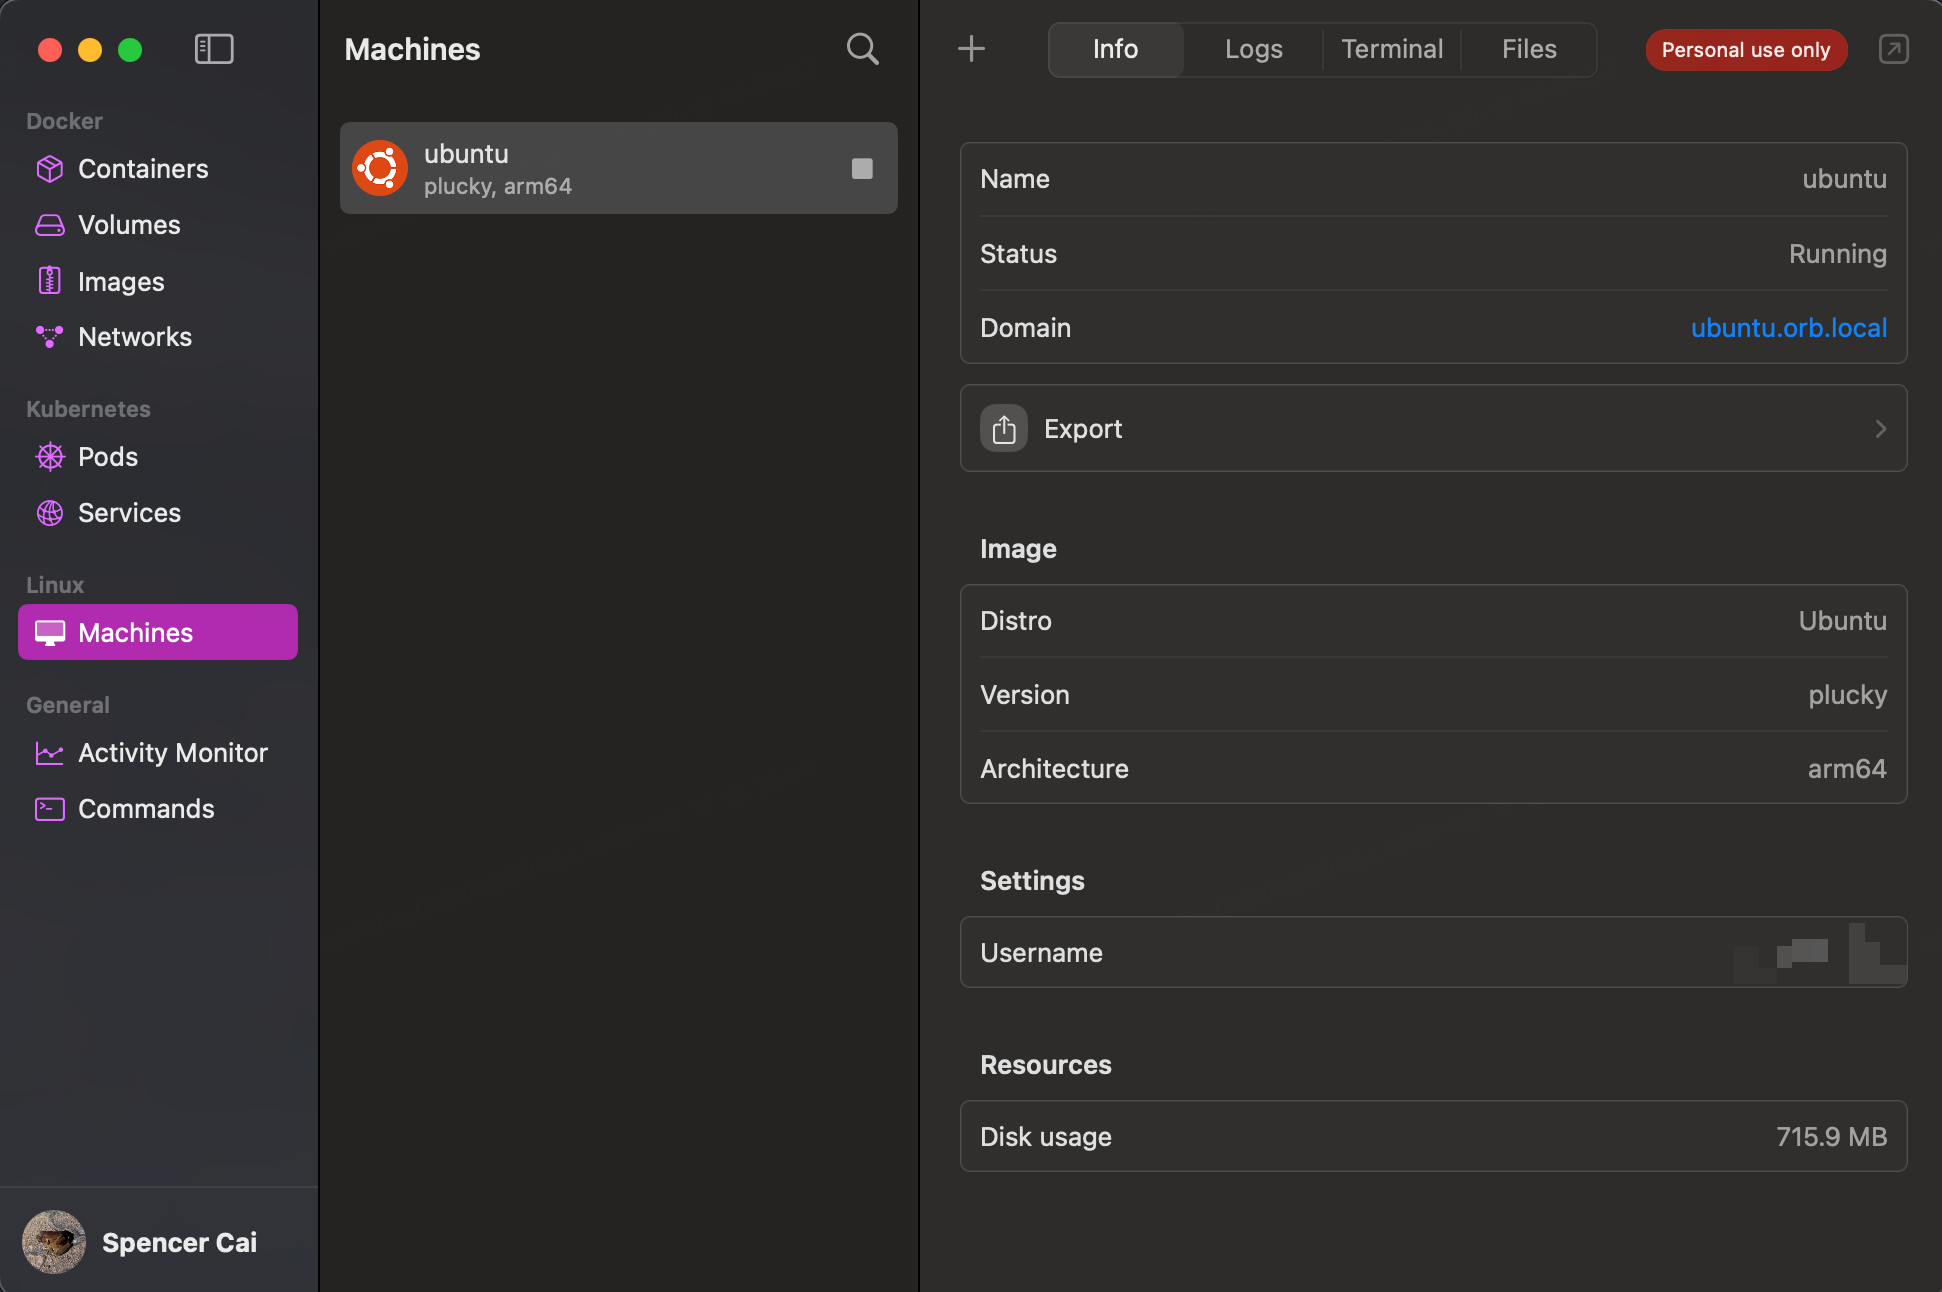 Docker
Containers
Volumes
Images
Networks
Kubernetes
Pods
Services
Linux
Machines
General
Activity Monitor
Commands
Spencer Cai
Machines
ubuntu
plucky, arm64
Info Logs Terminal Files
Personal use only
Name ubuntu
Status Running
Domain ubuntu.orb.local
Export
Image
Distro Ubuntu
Version plucky
Architecture arm64
Settings
Username
Resources
Disk usage 715.9 MB